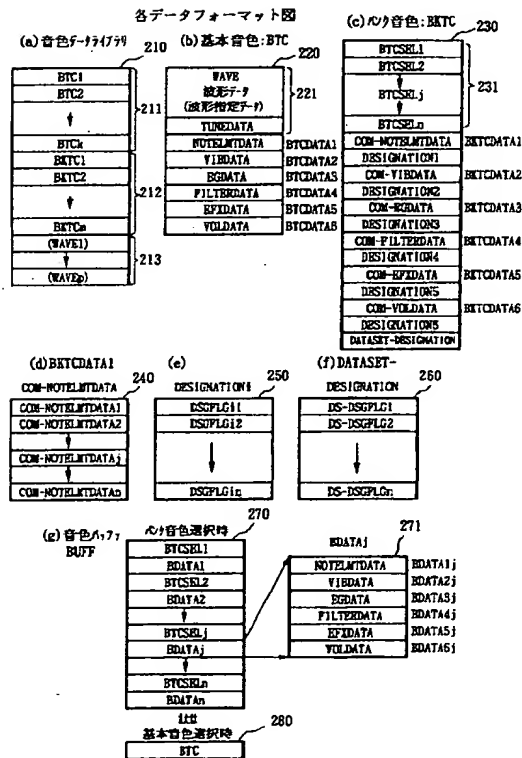 各データフォーマット図
(a) 音色データライブラリ
210
BTC1
BTC2
BTCk
BKTC1
BKTC2
BKTCm
(WAVE1)
(WAVEp)
211
212
213
(b) 基本音色:BTC
220
WAVE
波形データ
(波形指定データ)
TUNEDATA
221
NOTELMTDATA BTCDATA1
VIBDATA BTCDATA2
EGDATA BTCDATA3
FILTERDATA BTCDATA4
EFXDATA BTCDATA5
VOLDATA BTCDATA6
(c) バンク音色:BKTC
230
BTCSEL1
BTCSEL2
BTCSELj
BTCSELn
231
COM-NOTELMTDATA BKTCDATA1
DESIGNATION1
COM-VIBDATA BKTCDATA2
DESIGNATION2
COM-EGDATA BKTCDATA3
DESIGNATION3
COM-FILTERDATA BKTCDATA4
DESIGNATION4
COM-EFXDATA BKTCDATA5
DESIGNATION5
COM-VOLDATA BKTCDATA6
DESIGNATION6
DATASET-DESIGNATION
(d) BKTCDATA1
COM-NOTELMTDATA
240
COM-NOTELMTDATA1
COM-NOTELMTDATA2
COM-NOTELMTDATAj
COM-NOTELMTDATAn
(e)
DESIGNATIONi
250
DSGFLGi1
DSGFLGi2
DSGFLGin
(f) DATASET-
DESIGNATION
260
DS-DSGFLG1
DS-DSGFLG2
DS-DSGFLGn
(g) 音色バッファ
BUFF
バンク音色選択時
270
BTCSEL1
BDATA1
BTCSEL2
BDATA2
BTCSELj
BDATAj
BTCSELn
BDATAn
BDATAj
271
NOTELMTDATA BDATA1j
VIBDATA BDATA2j
EGDATA BDATA3j
FILTERDATA BDATA4j
EFXDATA BDATA5j
VOLDATA BDATA6j
または
基本音色選択時
280
BTC